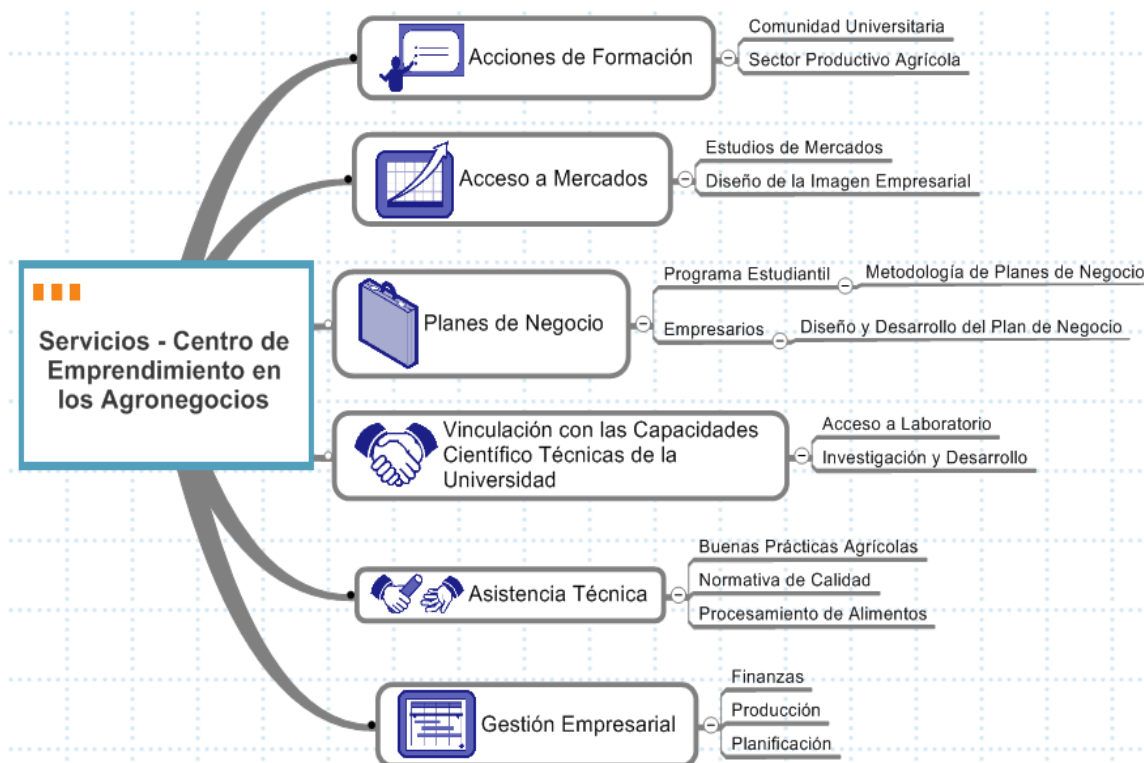 Servicios - Centro de
Emprendimiento en
los Agronegocios
Acciones de Formación
Comunidad Universitaria
Sector Productivo Agrícola
Acceso a Mercados
Estudios de Mercados
Diseño de la Imagen Empresarial
Planes de Negocio
Programa Estudiantil
Metodología de Planes de Negocio
Empresarios
Diseño y Desarrollo del Plan de Negocio
Vinculación con las Capacidades
Científico Técnicas de la
Universidad
Acceso a Laboratorio
Investigación y Desarrollo
Asistencia Técnica
Buenas Prácticas Agrícolas
Normativa de Calidad
Procesamiento de Alimentos
Gestión Empresarial
Finanzas
Producción
Planificación